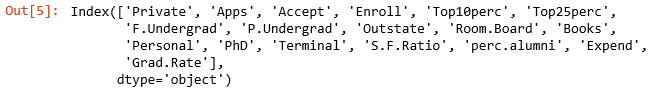 Out[5]: Index(['Private', 'Apps', 'Accept', 'Enroll', 'Top10perc', 'Top25perc',
'F.Undergrad', 'P.Undergrad', 'Outstate', 'Room.Board', 'Books',
'Personal', 'PhD', 'Terminal', 'S.F.Ratio', 'perc.alumni', 'Expend',
'Grad.Rate'],
dtype='object')